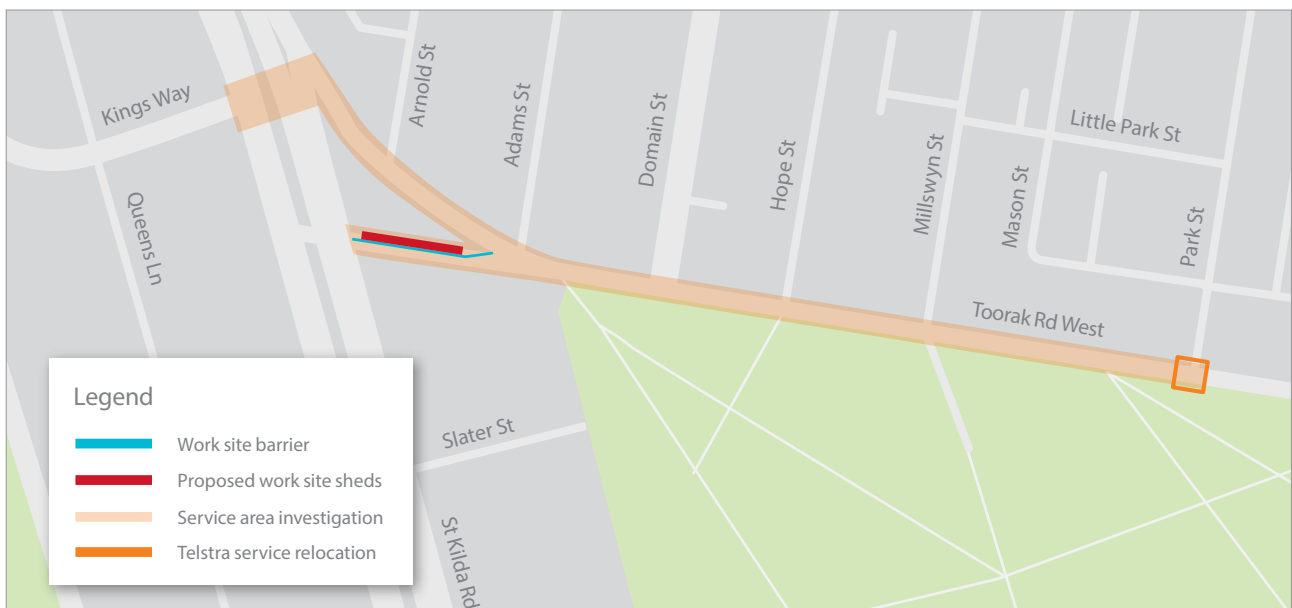 Kings Way
Queens Ln
Arnold St
Adams St
Domain St
Hope St
Millswyn St
Mason St
Little Park St
Park St
Toorak Rd West
Slater St
St Kilda Rd
Legend
Work site barrier
Proposed work site sheds
Service area investigation
Telstra service relocation